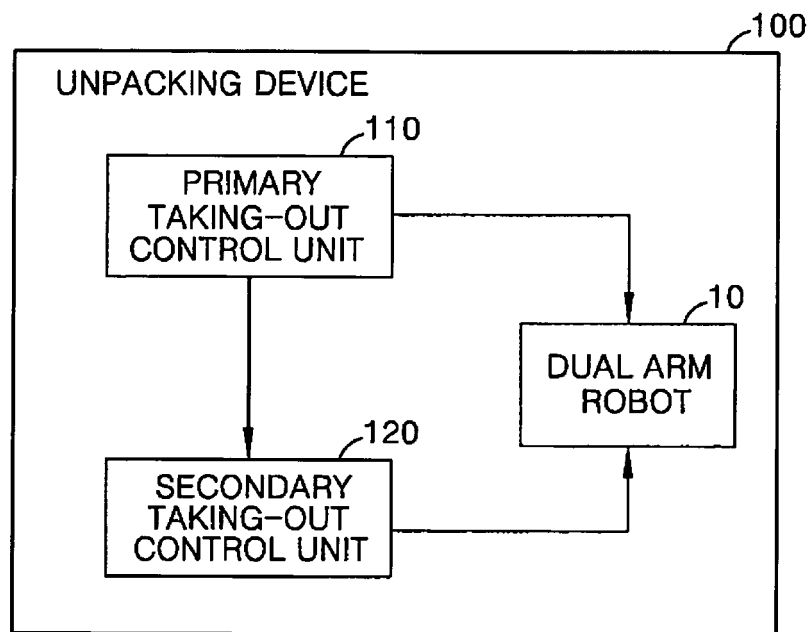 100
UNPACKING DEVICE
110
PRIMARY
TAKING-OUT
CONTROL UNIT
10
DUAL ARM
ROBOT
120
SECONDARY
TAKING-OUT
CONTROL UNIT